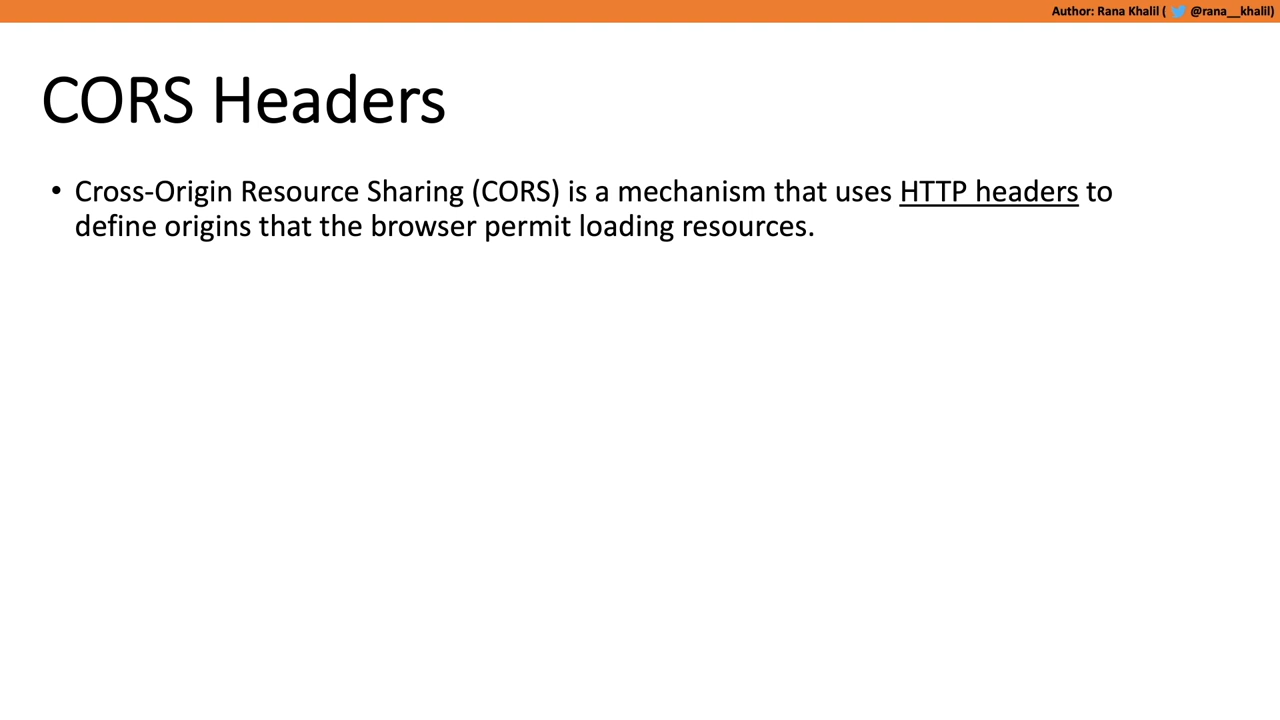 Author: Rana Khalil ( @rana__khalil)
CORS Headers
• Cross-Origin Resource Sharing (CORS) is a mechanism that uses HTTP headers to
define origins that the browser permit loading resources.